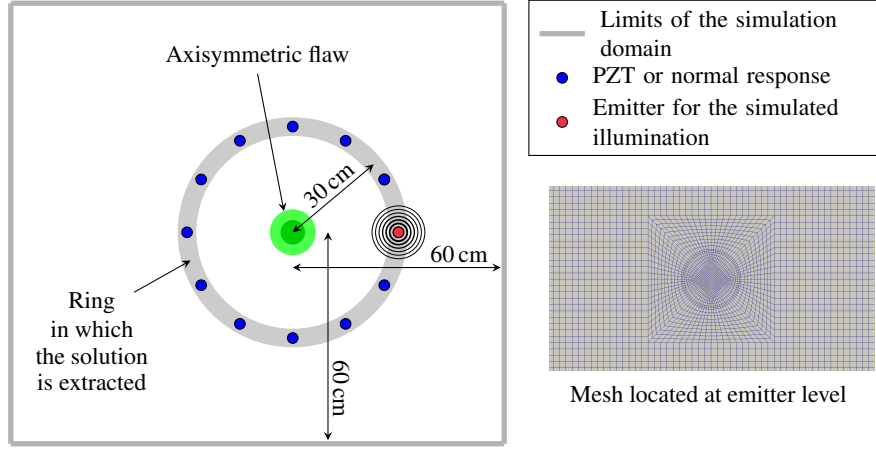 Axisymmetric flaw
30 cm
60 cm
60 cm
Ring
in which
the solution
is extracted
Limits of the simulation
domain
PZT or normal response
Emitter for the simulated
illumination
Mesh located at emitter level